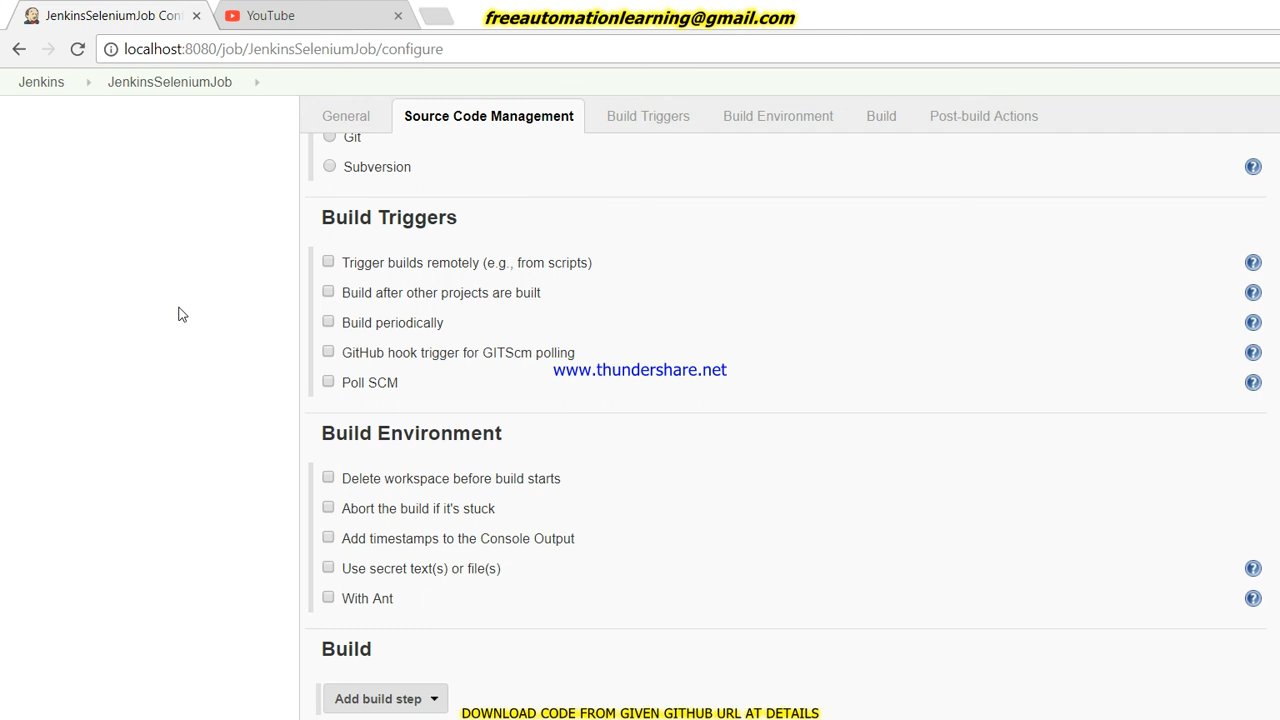 JenkinsSeleniumJob Con
YouTube
freeautomationlearning@gmail.com
localhost:8080/job/JenkinsSeleniumJob/configure
Jenkins
JenkinsSeleniumJob
General
Source Code Management
Build Triggers
Build Environment
Build
Post-build Actions
Git
Subversion
Build Triggers
Trigger builds remotely (e.g., from scripts)
Build after other projects are built
Build periodically
GitHub hook trigger for GITScm polling
www.thundershare.net
Poll SCM
Build Environment
Delete workspace before build starts
Abort the build if it's stuck
Add timestamps to the Console Output
Use secret text(s) or file(s)
With Ant
Build
Add build step
DOWNLOAD CODE FROM GIVEN GITHUB URL AT DETAILS